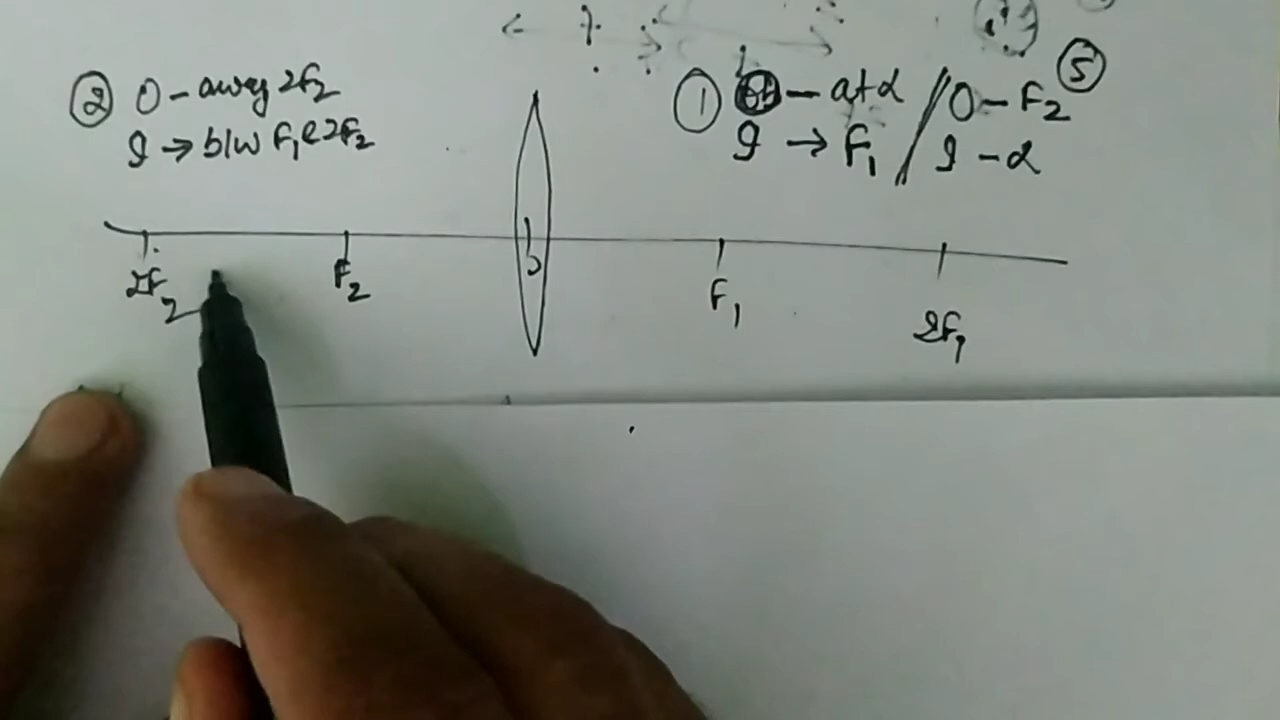 ② O - away 2F2
I → b/w F1 & 2F2
① - at α // O - F2 ⑤
I → F1 / I - α
2F2 F2 F1 2F1